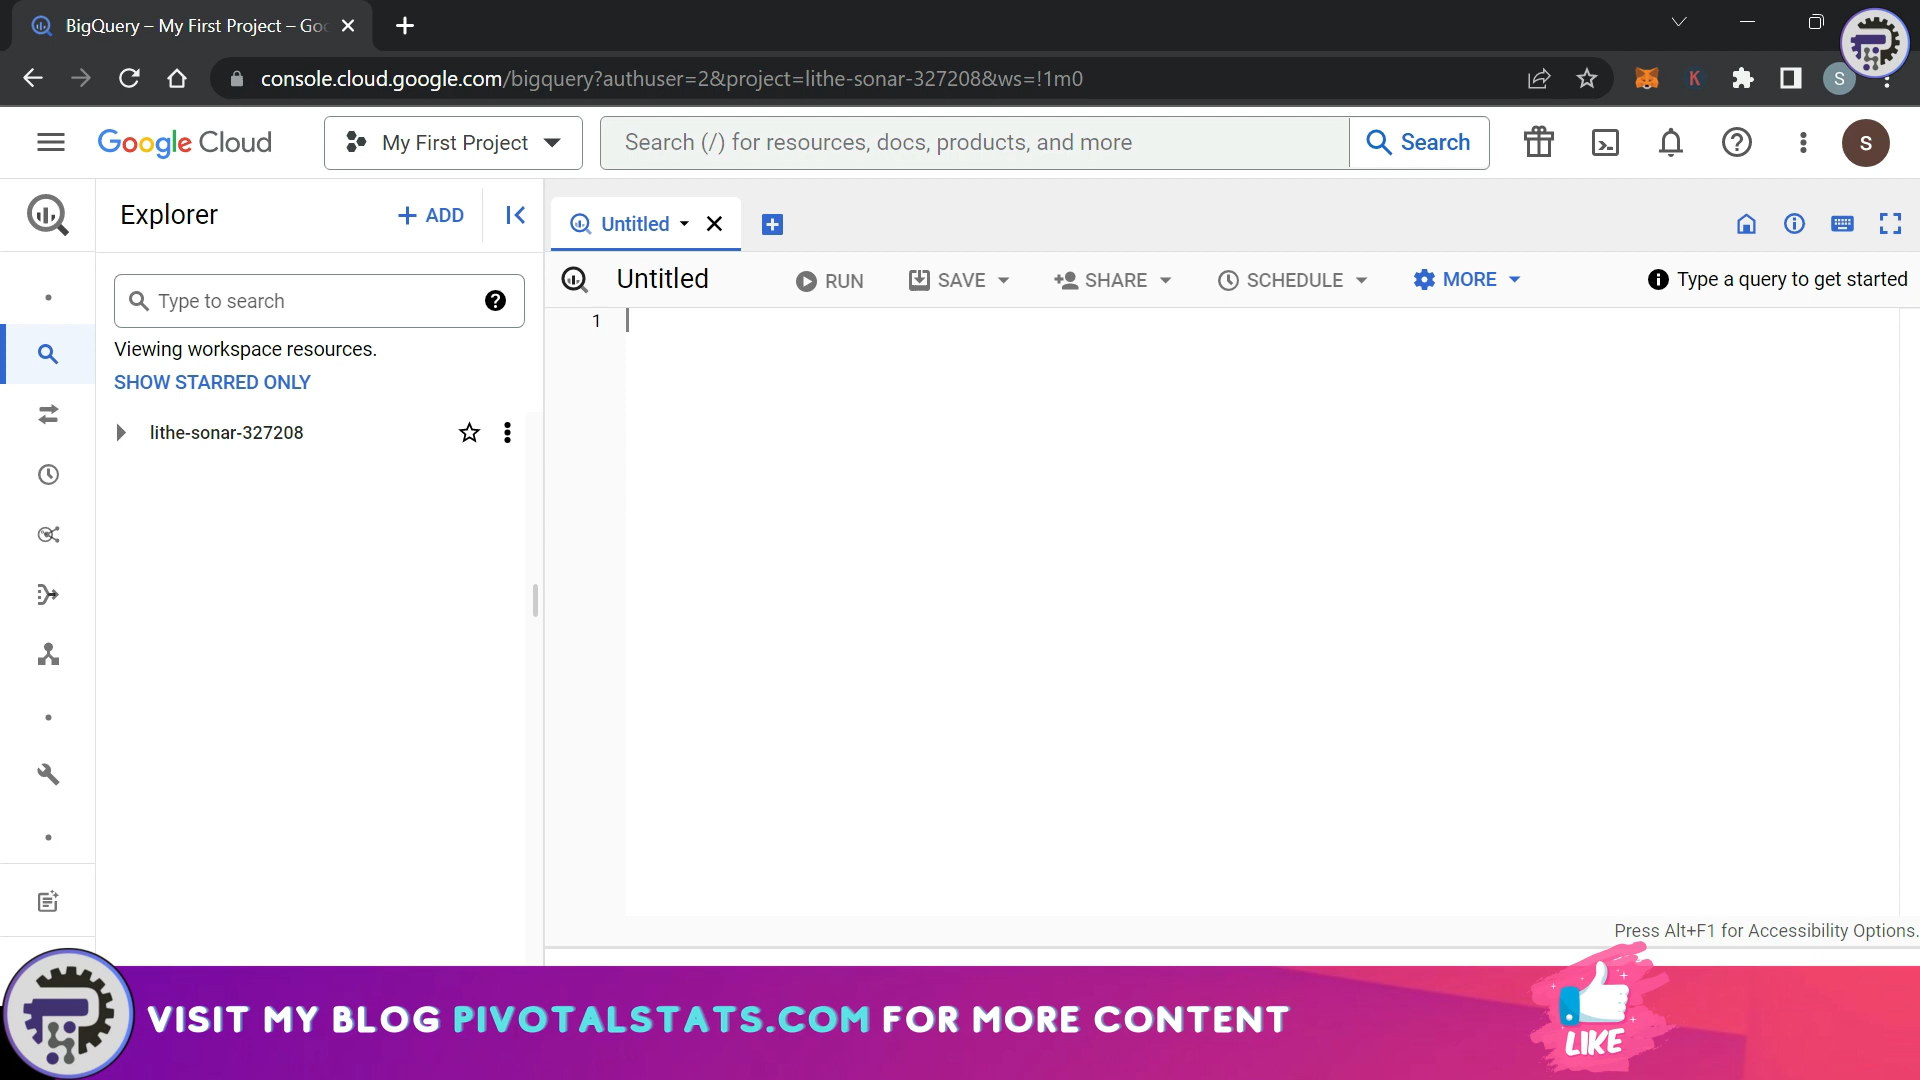 BigQuery – My First Project – Goo
console.cloud.google.com/bigquery?authuser=2&project=lithe-sonar-327208&ws=!1m0
K
S
Google Cloud
My First Project
Search (/) for resources, docs, products, and more
Search
S
Explorer
+ ADD
Untitled
Untitled
RUN
SAVE
SHARE
SCHEDULE
MORE
Type a query to get started
Type to search
1
Viewing workspace resources.
SHOW STARRED ONLY
lithe-sonar-327208
Press Alt+F1 for Accessibility Options.
VISIT MY BLOG PIVOTALSTATS.COM FOR MORE CONTENT
LIKE